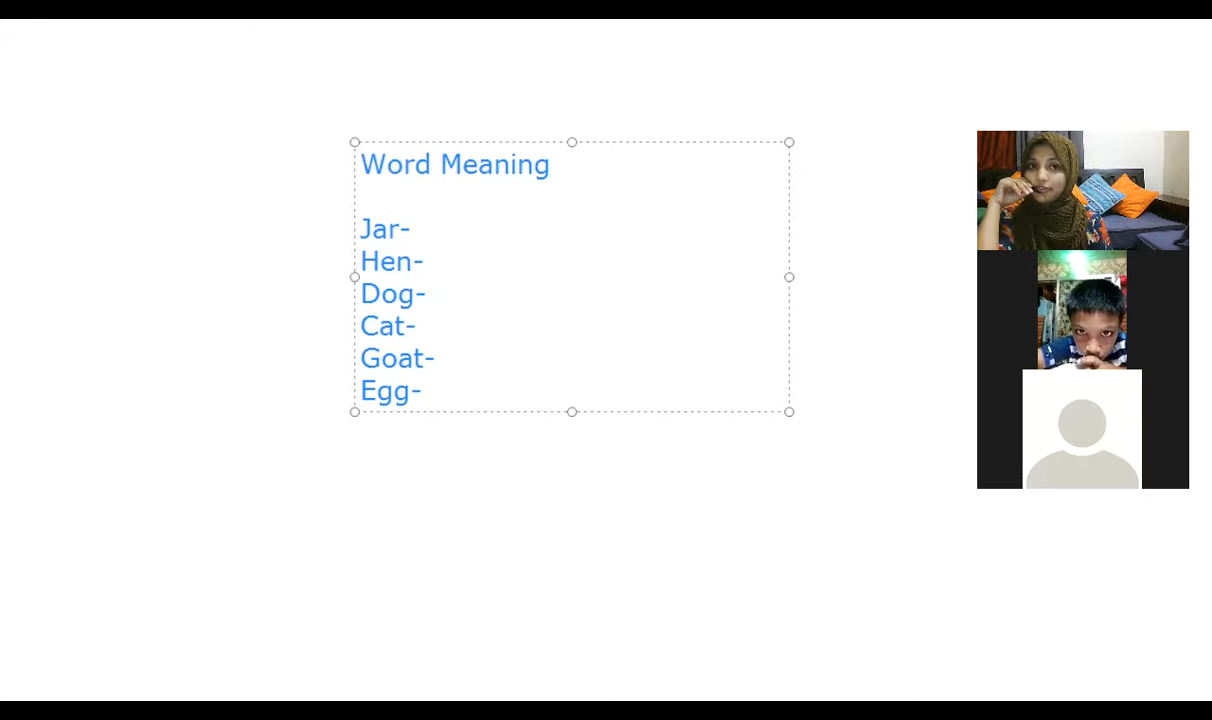 Word Meaning
Jar-
Hen-
Dog-
Cat-
Goat-
Egg-